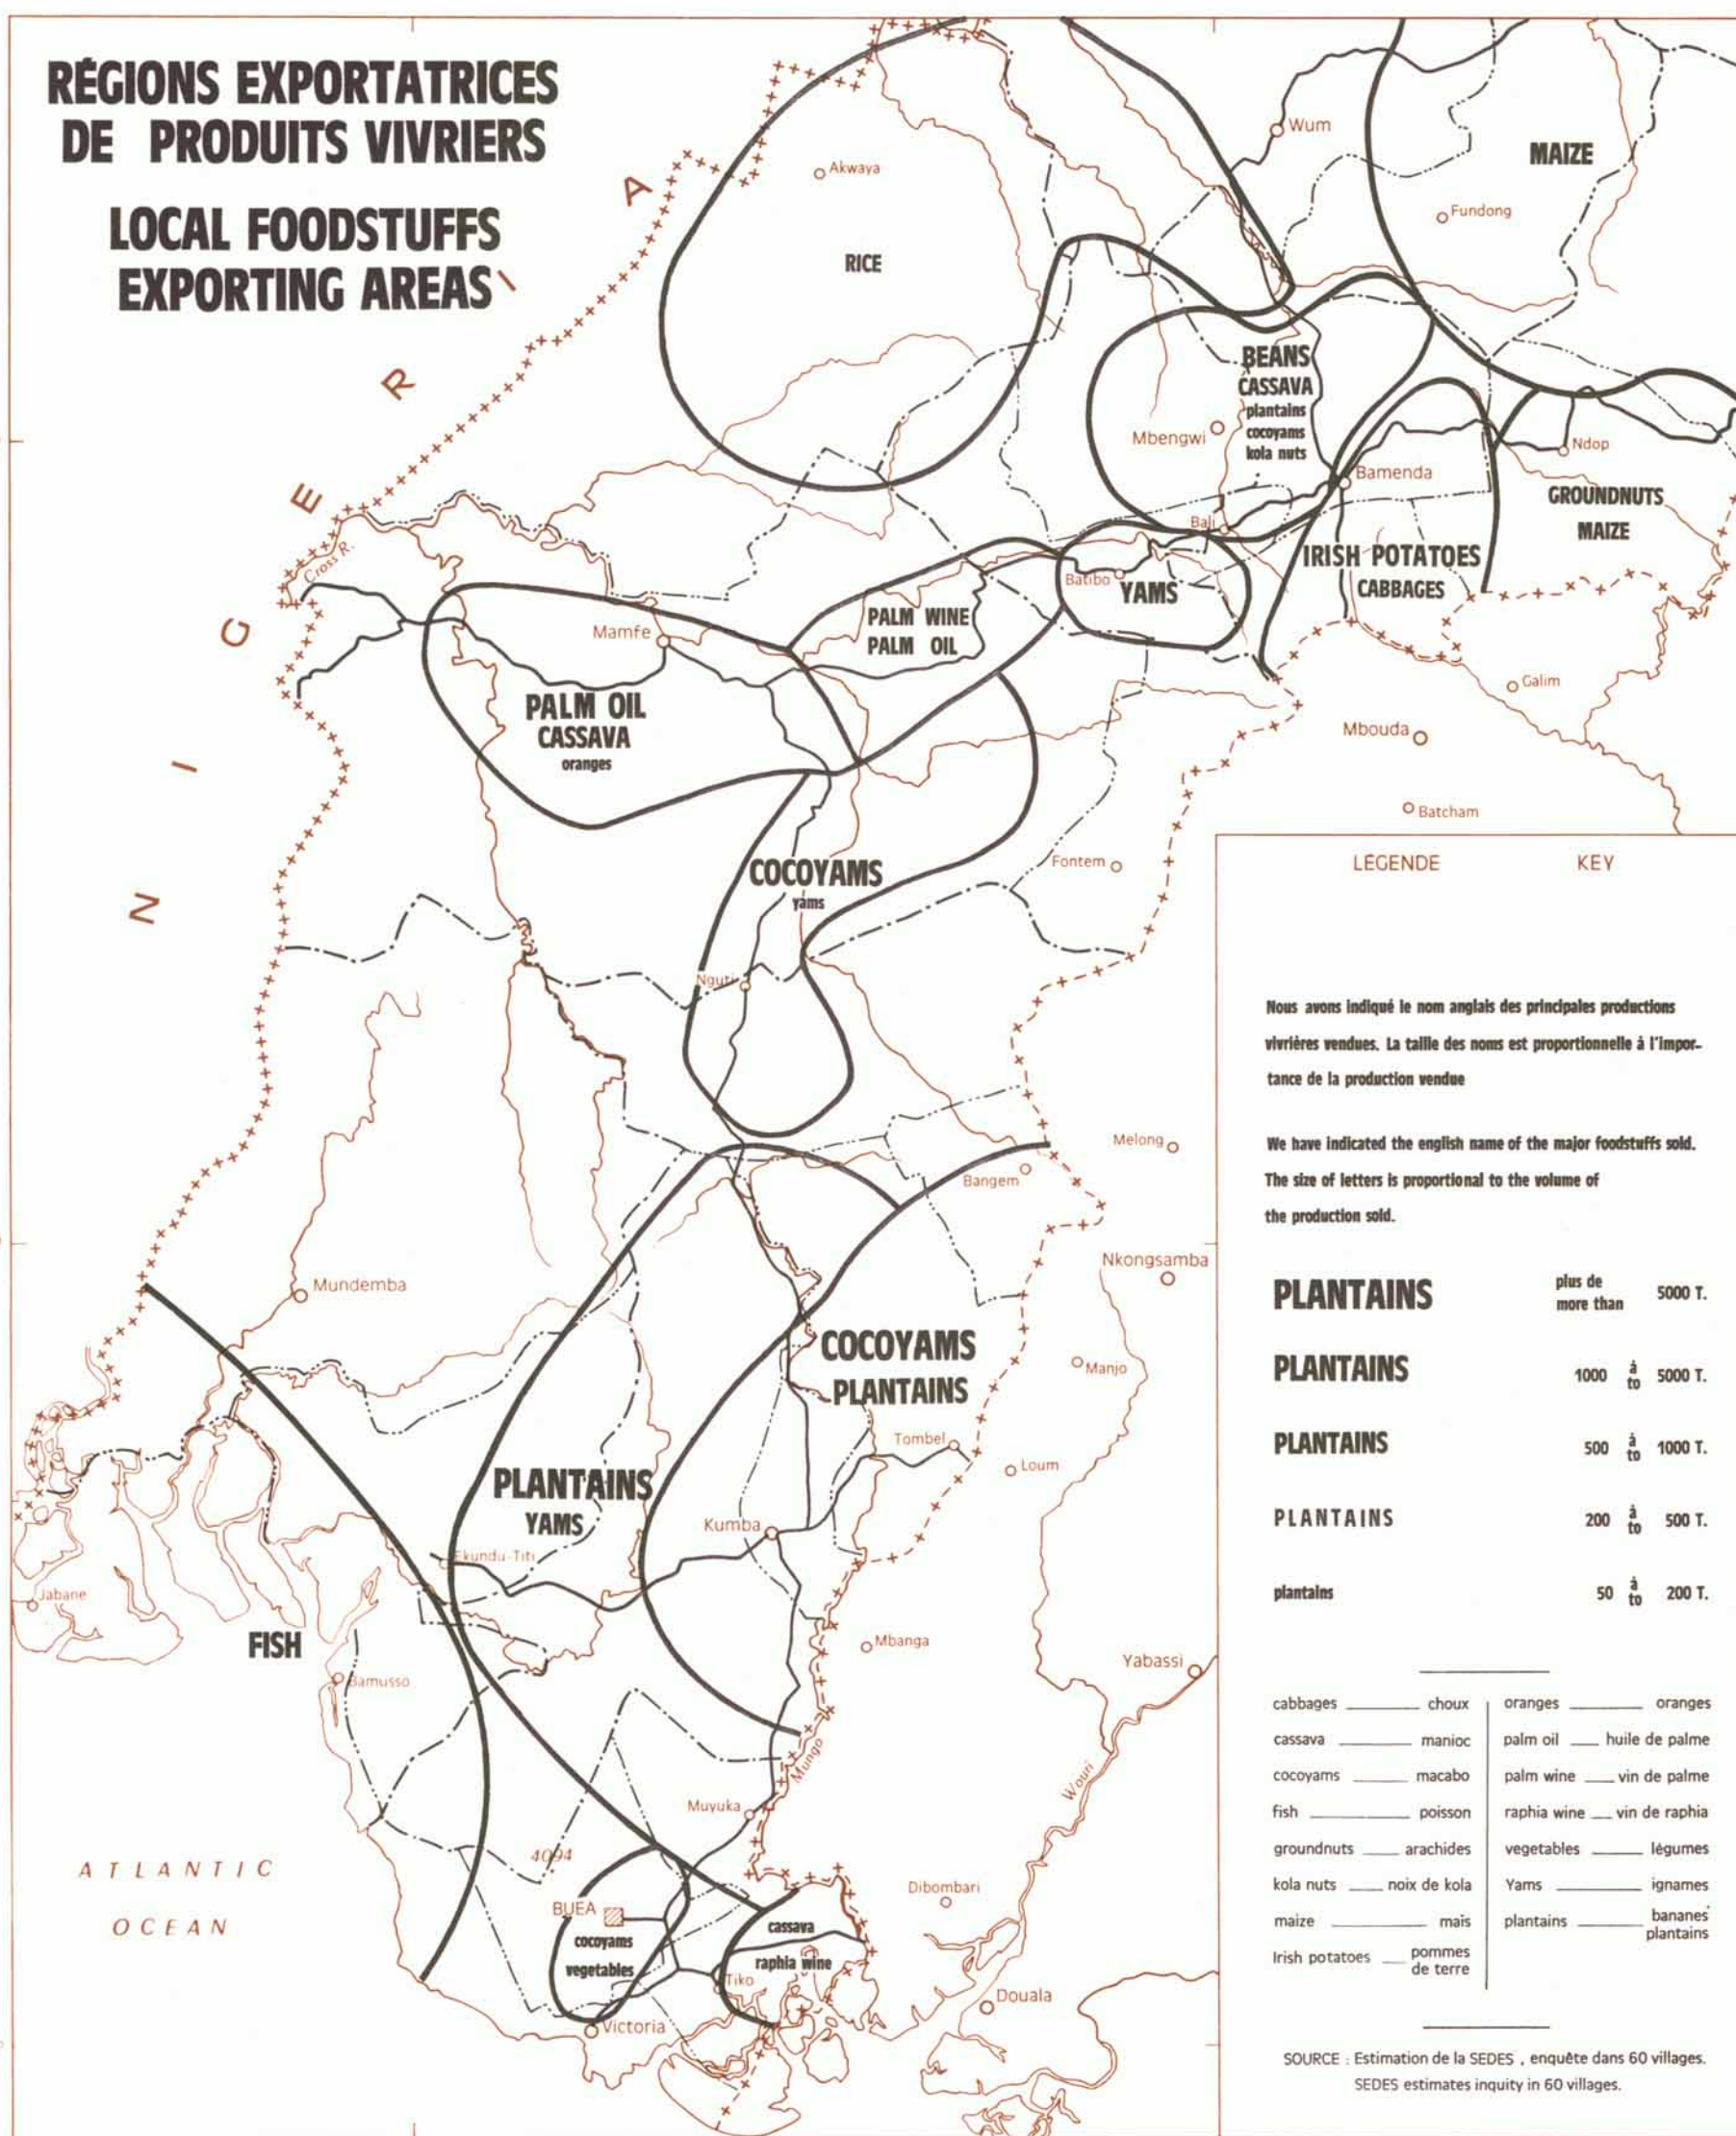 RÉGIONS EXPORTATRICES
DE PRODUITS VIVRIERS
LOCAL FOODSTUFFS
EXPORTING AREAS
N I G E R I A
Cross R.
Akwaya
RICE
Wum
MAIZE
Fundong
BEANS
CASSAVA
plantains
cocoyams
kola nuts
Mbengwi
Bamenda
Ndop
GROUNDNUTS
MAIZE
Bali
IRISH POTATOES
CABBAGES
Batibo
YAMS
PALM WINE
PALM OIL
Mamfe
PALM OIL
CASSAVA
oranges
Galim
Mbouda
Batcham
Fontem
COCOYAMS
yams
Nguti
Melong
Bangem
Nkongsamba
Mundemba
COCOYAMS
PLANTAINS
Manjo
Tombel
Loum
PLANTAINS
YAMS
Kumba
Ekundu-Titi
Jabane
FISH
Bamusso
Mbanga
Yabassi
Mungo
Wouri
Muyuka
4094
ATLANTIC
OCEAN
BUEA
cocoyams
vegetables
cassava
raphia wine
Tiko
Victoria
Dibombari
Douala
LÉGENDE KEY
Nous avons indiqué le nom anglais des principales productions
vivrières vendues. La taille des noms est proportionnelle à l'impor-
tance de la production vendue
We have indicated the english name of the major foodstuffs sold.
The size of letters is proportional to the volume of
the production sold.
PLANTAINS plus de more than 5000 T.
PLANTAINS 1000 à to 5000 T.
PLANTAINS 500 à to 1000 T.
PLANTAINS 200 à to 500 T.
plantains 50 à to 200 T.
cabbages choux
cassava manioc
cocoyams macabo
fish poisson
groundnuts arachides
kola nuts noix de kola
maize maïs
Irish potatoes pommes
de terre
oranges oranges
palm oil huile de palme
palm wine vin de palme
raphia wine vin de raphia
vegetables légumes
Yams ignames
plantains bananes
plantains
SOURCE : Estimation de la SEDES , enquête dans 60 villages.
SEDES estimates inquity in 60 villages.